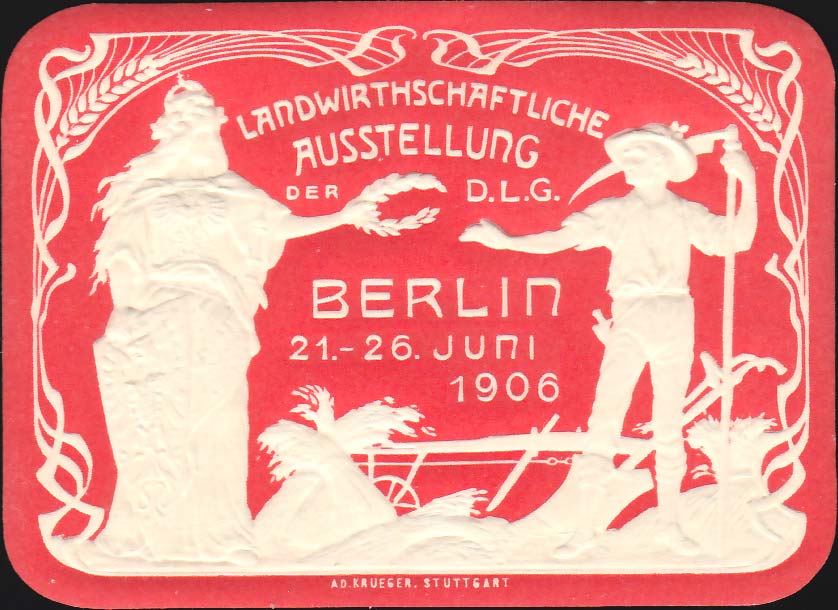 LANDWIRTHSCHAFTLICHE
AUSSTELLUNG
DER D.L.G.
BERLIN
21.-26. JUNI
1906
AD. KRUEGER. STUTTGART